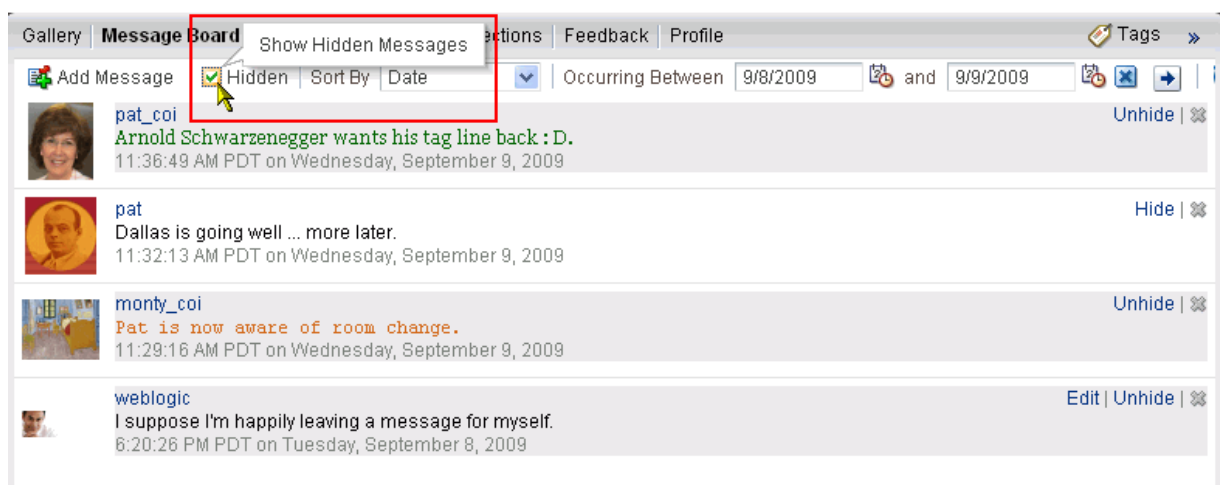 Gallery Message Board ctions Feedback Profile Tags »
Show Hidden Messages
Add Message Hidden Sort By Date Occurring Between 9/8/2009 and 9/9/2009
pat_coi Unhide |
Arnold Schwarzenegger wants his tag line back : D.
11:36:49 AM PDT on Wednesday, September 9, 2009
pat Hide |
Dallas is going well ... more later.
11:32:13 AM PDT on Wednesday, September 9, 2009
monty_coi Unhide |
Pat is now aware of room change.
11:29:16 AM PDT on Wednesday, September 9, 2009
weblogic Edit | Unhide |
I suppose I'm happily leaving a message for myself.
6:20:26 PM PDT on Tuesday, September 8, 2009